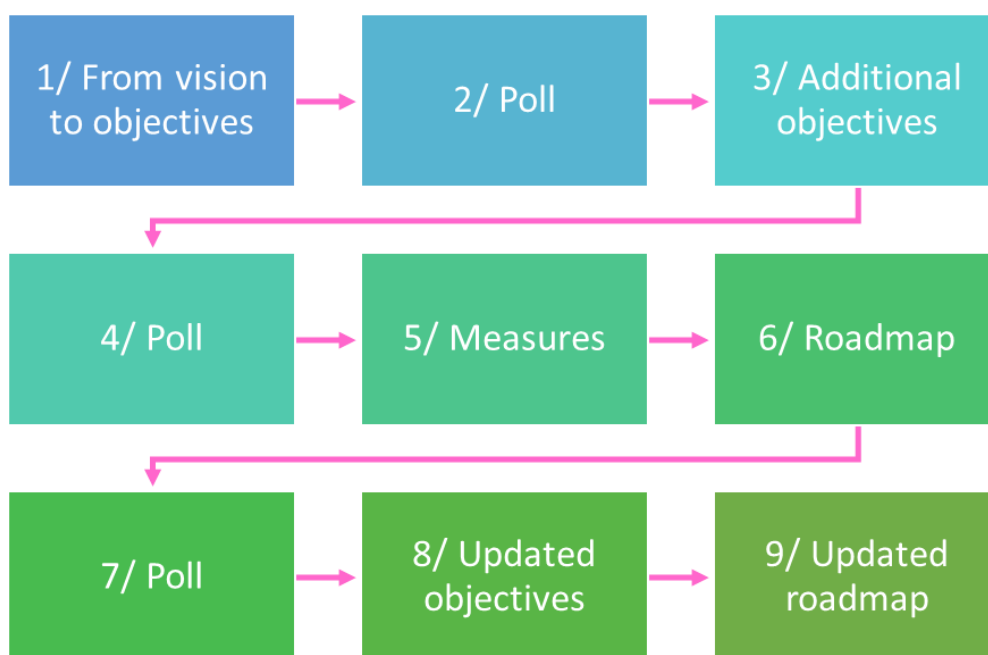 1/ From vision
to objectives
2/ Poll
3/ Additional
objectives
4/ Poll
5/ Measures
6/ Roadmap
7/ Poll
8/ Updated
objectives
9/ Updated
roadmap